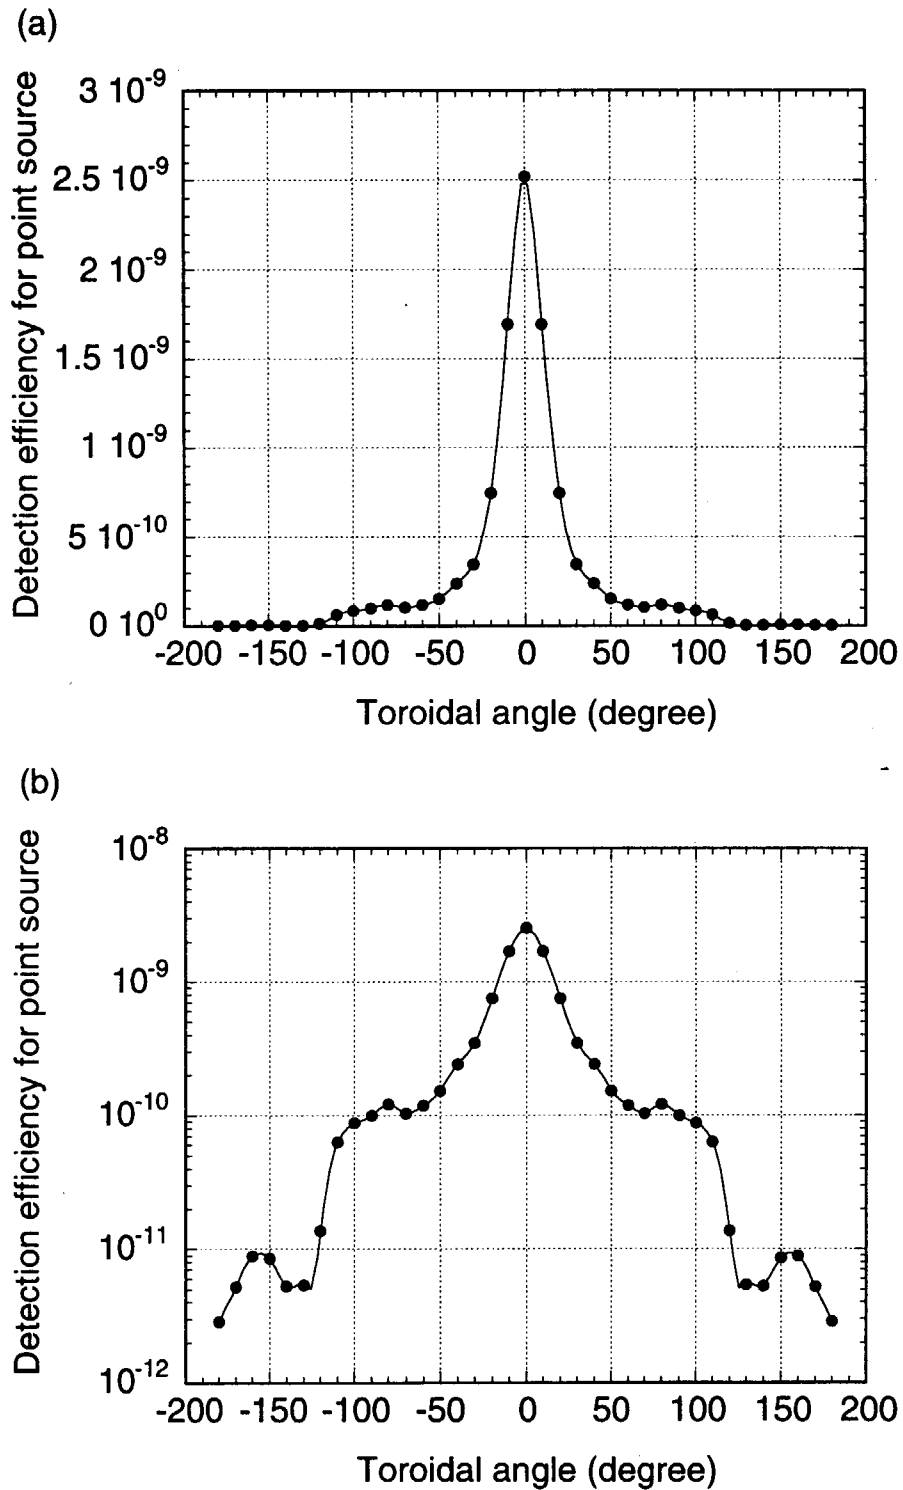 (a)
Detection efficiency for point source
3 10⁻⁹
2.5 10⁻⁹
2 10⁻⁹
1.5 10⁻⁹
1 10⁻⁹
5 10⁻¹⁰
0 10⁰
-200 -150 -100 -50 0 50 100 150 200
Toroidal angle (degree)
(b)
Detection efficiency for point source
10⁻⁸
10⁻⁹
10⁻¹⁰
10⁻¹¹
10⁻¹²
-200 -150 -100 -50 0 50 100 150 200
Toroidal angle (degree)